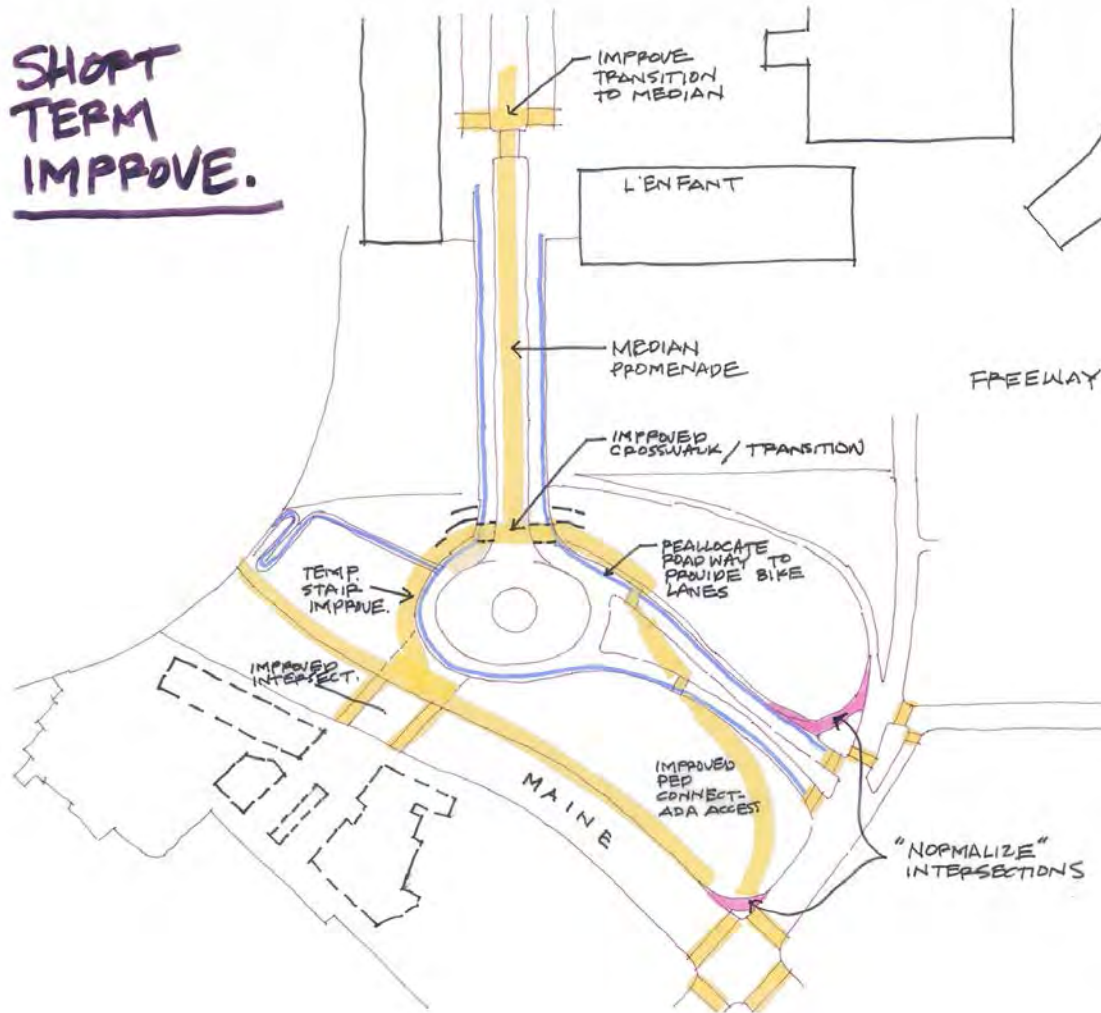 SHORT
TERM
IMPROVE.
IMPROVE
TRANSITION
TO MEDIAN
L'ENFANT
MEDIAN
PROMENADE
FREEWAY
IMPROVED
CROSSWALK / TRANSITION
REALLOCATE
ROADWAY TO
PROVIDE BIKE
LANES
TEMP.
STAIR
IMPROVE.
IMPROVED
INTERSECT.
MAINE
IMPROVED
PED
CONNECT-
ADA ACCESS
"NORMALIZE"
INTERSECTIONS